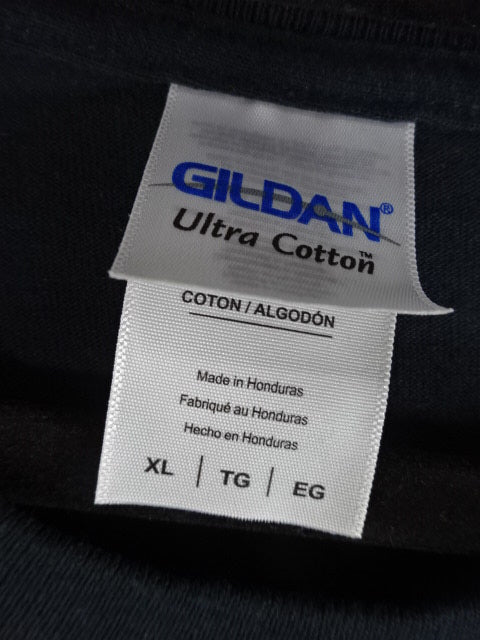 GILDAN®
Ultra Cotton™
COTON / ALGODÓN
Made in Honduras
Fabriqué au Honduras
Hecho en Honduras
XL | TG | EG